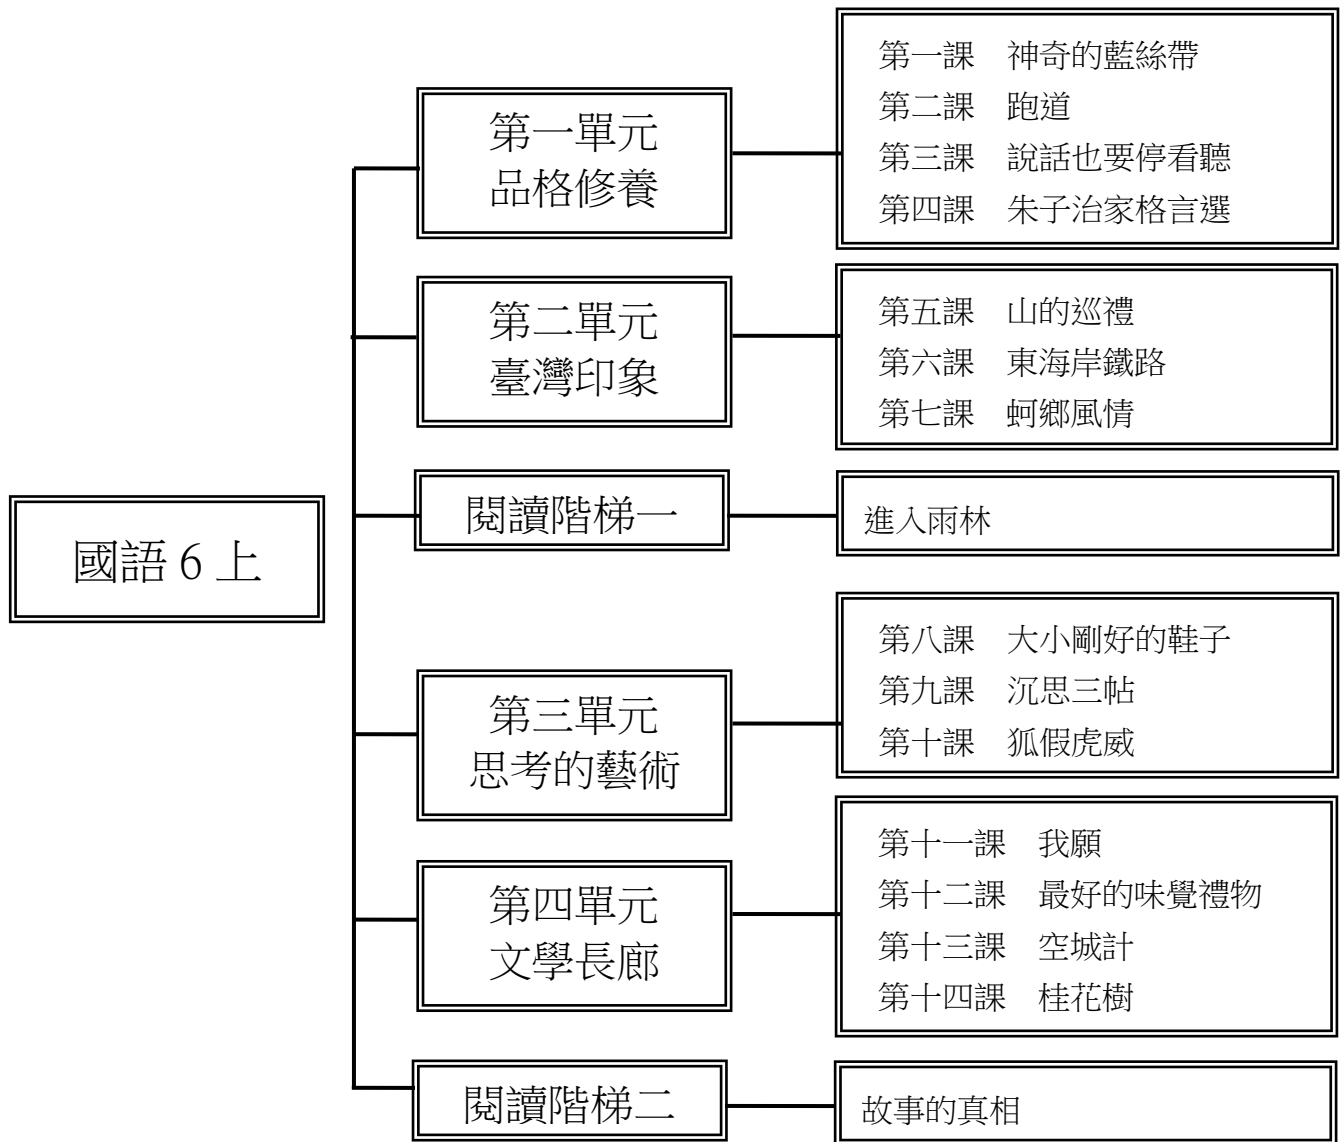 國語 6 上
第一單元
品格修養
第一課　神奇的藍絲帶
第二課　跑道
第三課　說話也要停看聽
第四課　朱子治家格言選
第二單元
臺灣印象
第五課　山的巡禮
第六課　東海岸鐵路
第七課　蚵鄉風情
閱讀階梯一
進入雨林
第三單元
思考的藝術
第八課　大小剛好的鞋子
第九課　沉思三帖
第十課　狐假虎威
第四單元
文學長廊
第十一課　我願
第十二課　最好的味覺禮物
第十三課　空城計
第十四課　桂花樹
閱讀階梯二
故事的真相